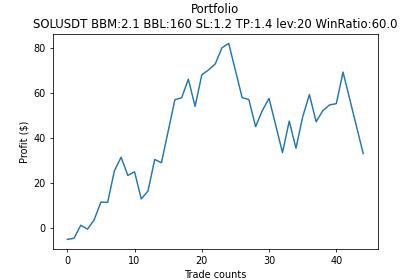 Portfolio
SOLUSDT BBM:2.1 BBL:160 SL:1.2 TP:1.4 lev:20 WinRatio:60.0
80
60
40
20
0
Profit ($)
0 10 20 30 40
Trade counts